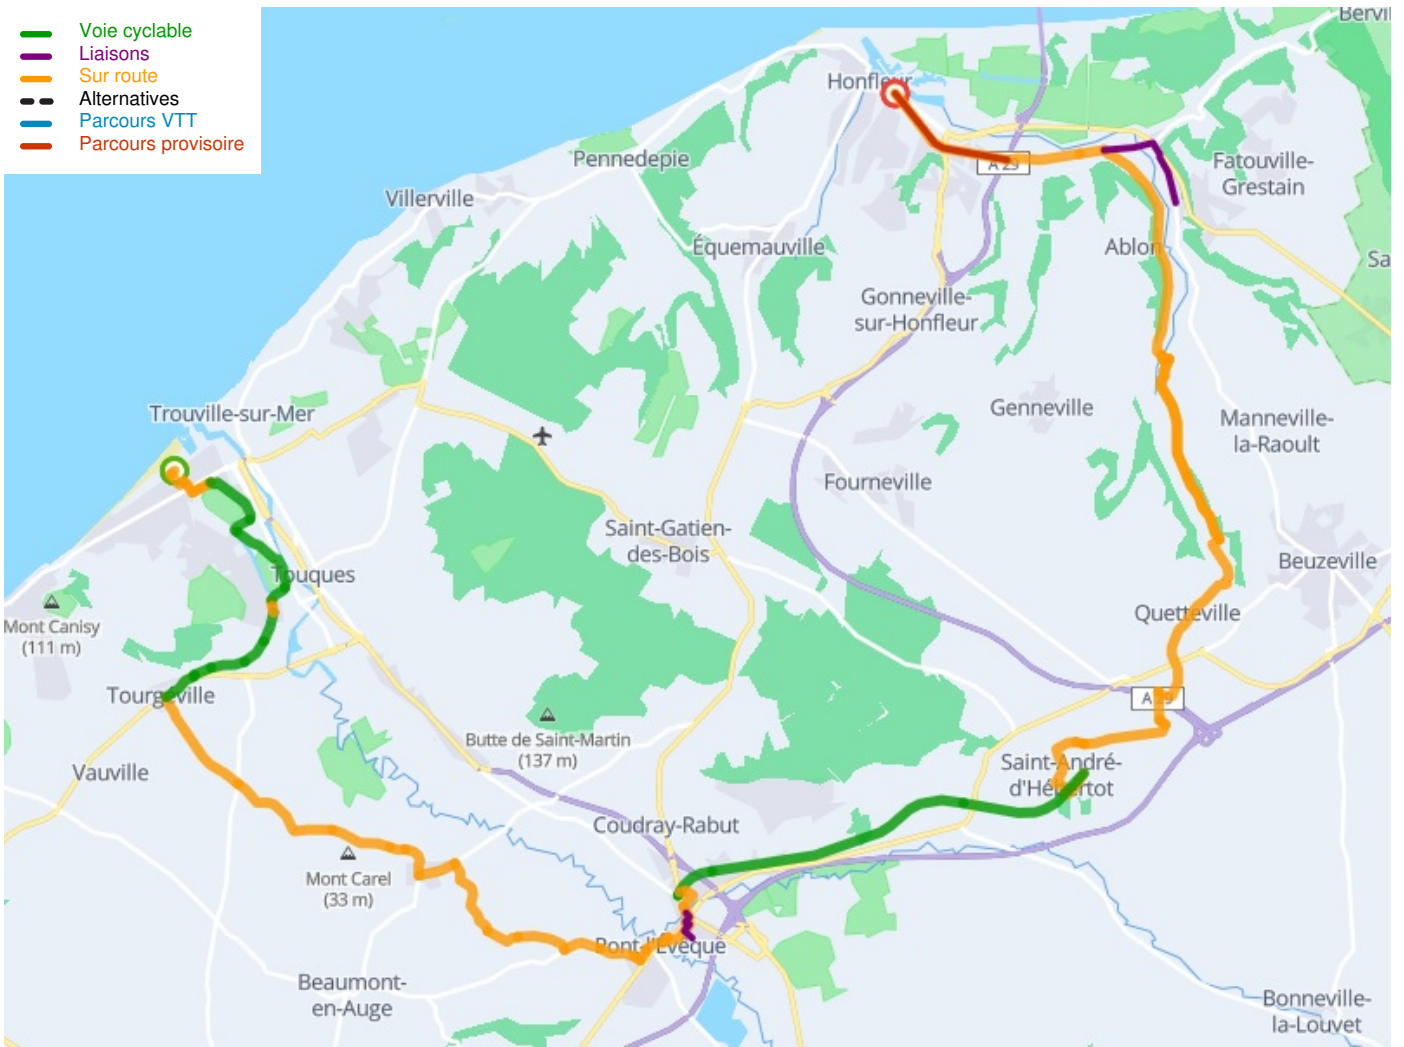 Voie cyclable
Liaisons
Sur route
Alternatives
Parcours VTT
Parcours provisoire
Honfleur
Pennedepie
Villerville
A 29
Fatouville-
Grestain
Équemauville
Ablon
Gonneville-
sur-Honfleur
Genneville
Trouville-sur-Mer
Manneville-
la-Raoult
Fourneville
Saint-Gatien-
des-Bois
Beuzeville
Touques
Quetteville
Mont Canisy
(111 m)
Tourgéville
A 29
Butte de Saint-Martin
(137 m)
Vauville
Saint-André-
d'Hébertot
Coudray-Rabut
Mont Carel
(33 m)
Pont-l'Évêque
Beaumont-
en-Auge
Bonneville-
la-Louvet